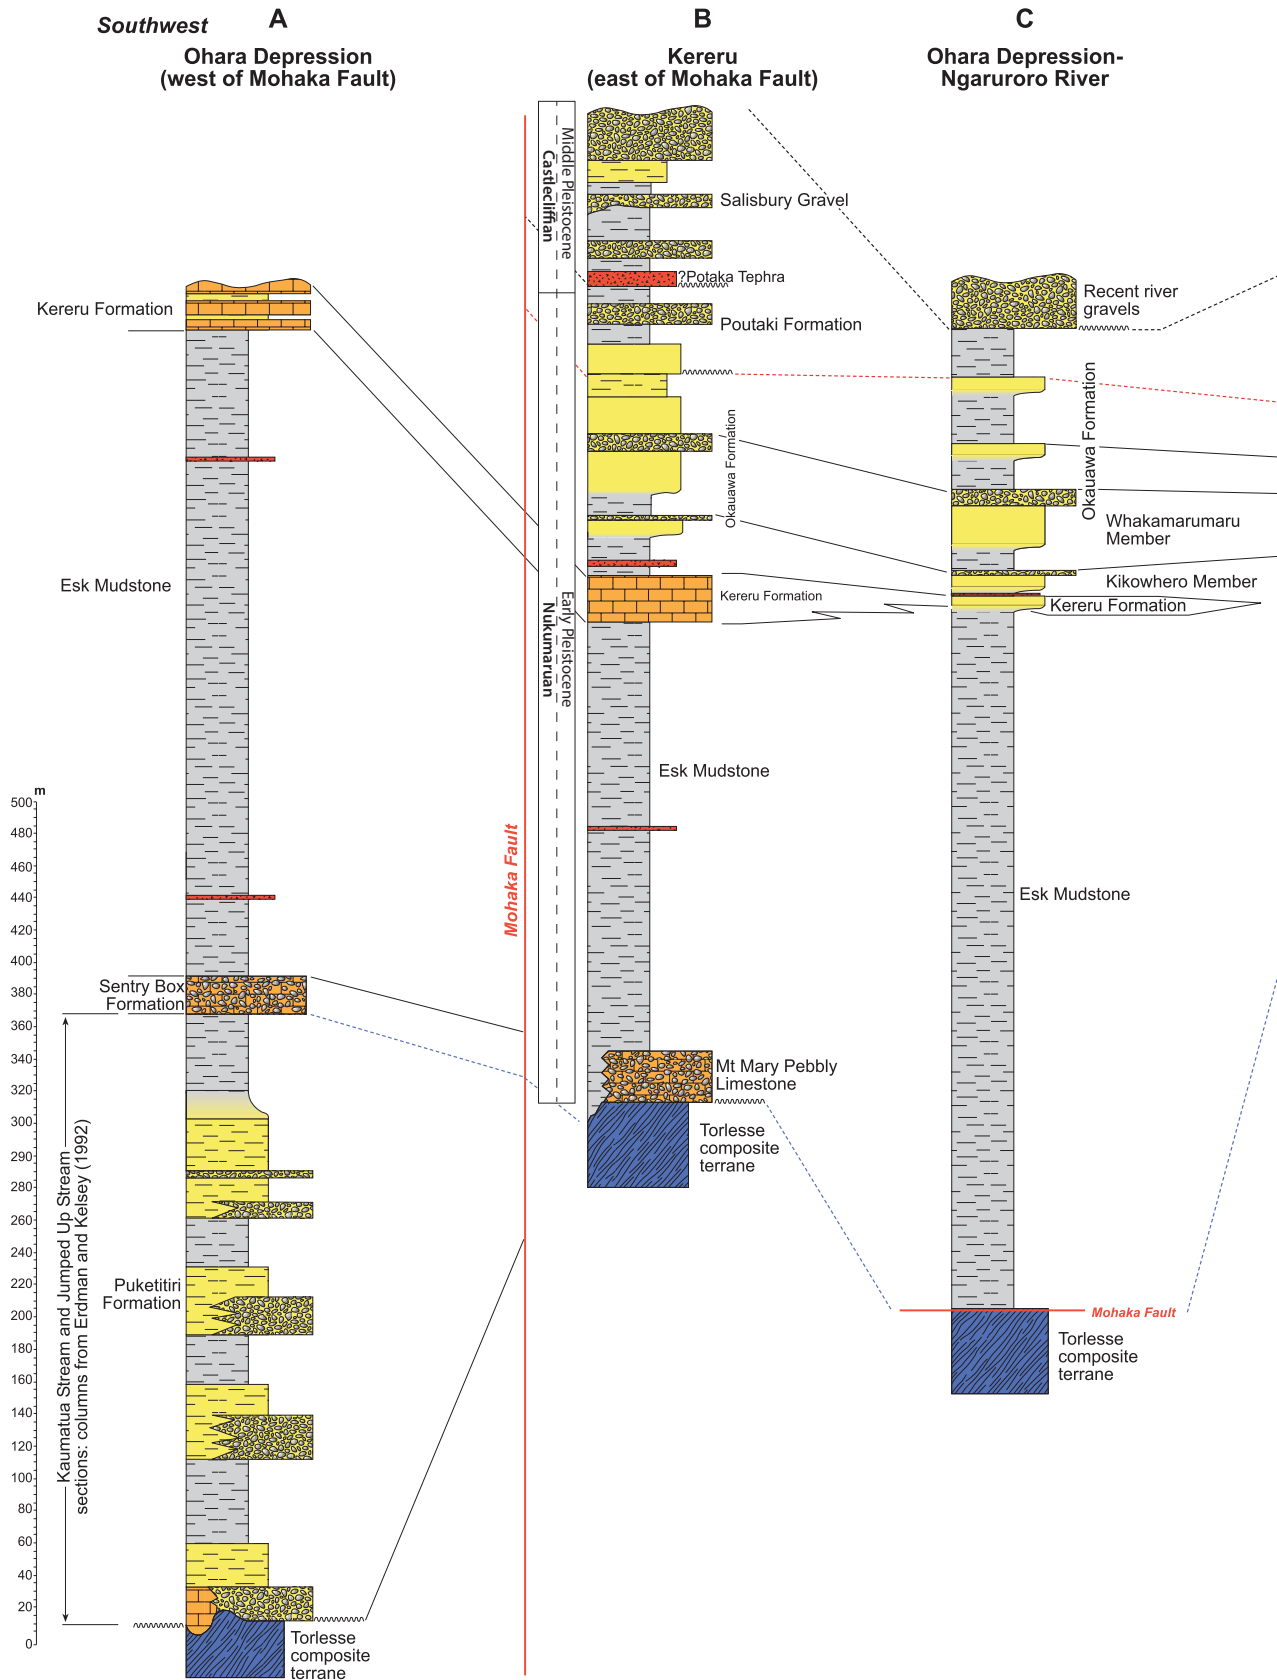 Southwest
A
Ohara Depression
(west of Mohaka Fault)
B
Kereru
(east of Mohaka Fault)
C
Ohara Depression-
Ngaruroro River
Middle Pleistocene
Castlecliffian
Early Pleistocene
Nukumaruan
Mohaka Fault
Kereru Formation
Esk Mudstone
Sentry Box
Formation
Puketitiri
Formation
Torlesse
composite
terrane
Kaumatua Stream and Jumped Up Stream
sections: columns from Erdman and Kelsey (1992)
m
500
480
460
440
420
400
380
360
340
320
300
290
280
260
240
220
200
180
160
140
120
100
80
60
40
20
0
Salisbury Gravel
?Potaka Tephra
Poutaki Formation
Okauawa Formation
Kereru Formation
Esk Mudstone
Mt Mary Pebbly
Limestone
Torlesse
composite
terrane
Recent river
gravels
Okauawa Formation
Whakamarumaru
Member
Kikowhero Member
Kereru Formation
Esk Mudstone
Mohaka Fault
Torlesse
composite
terrane